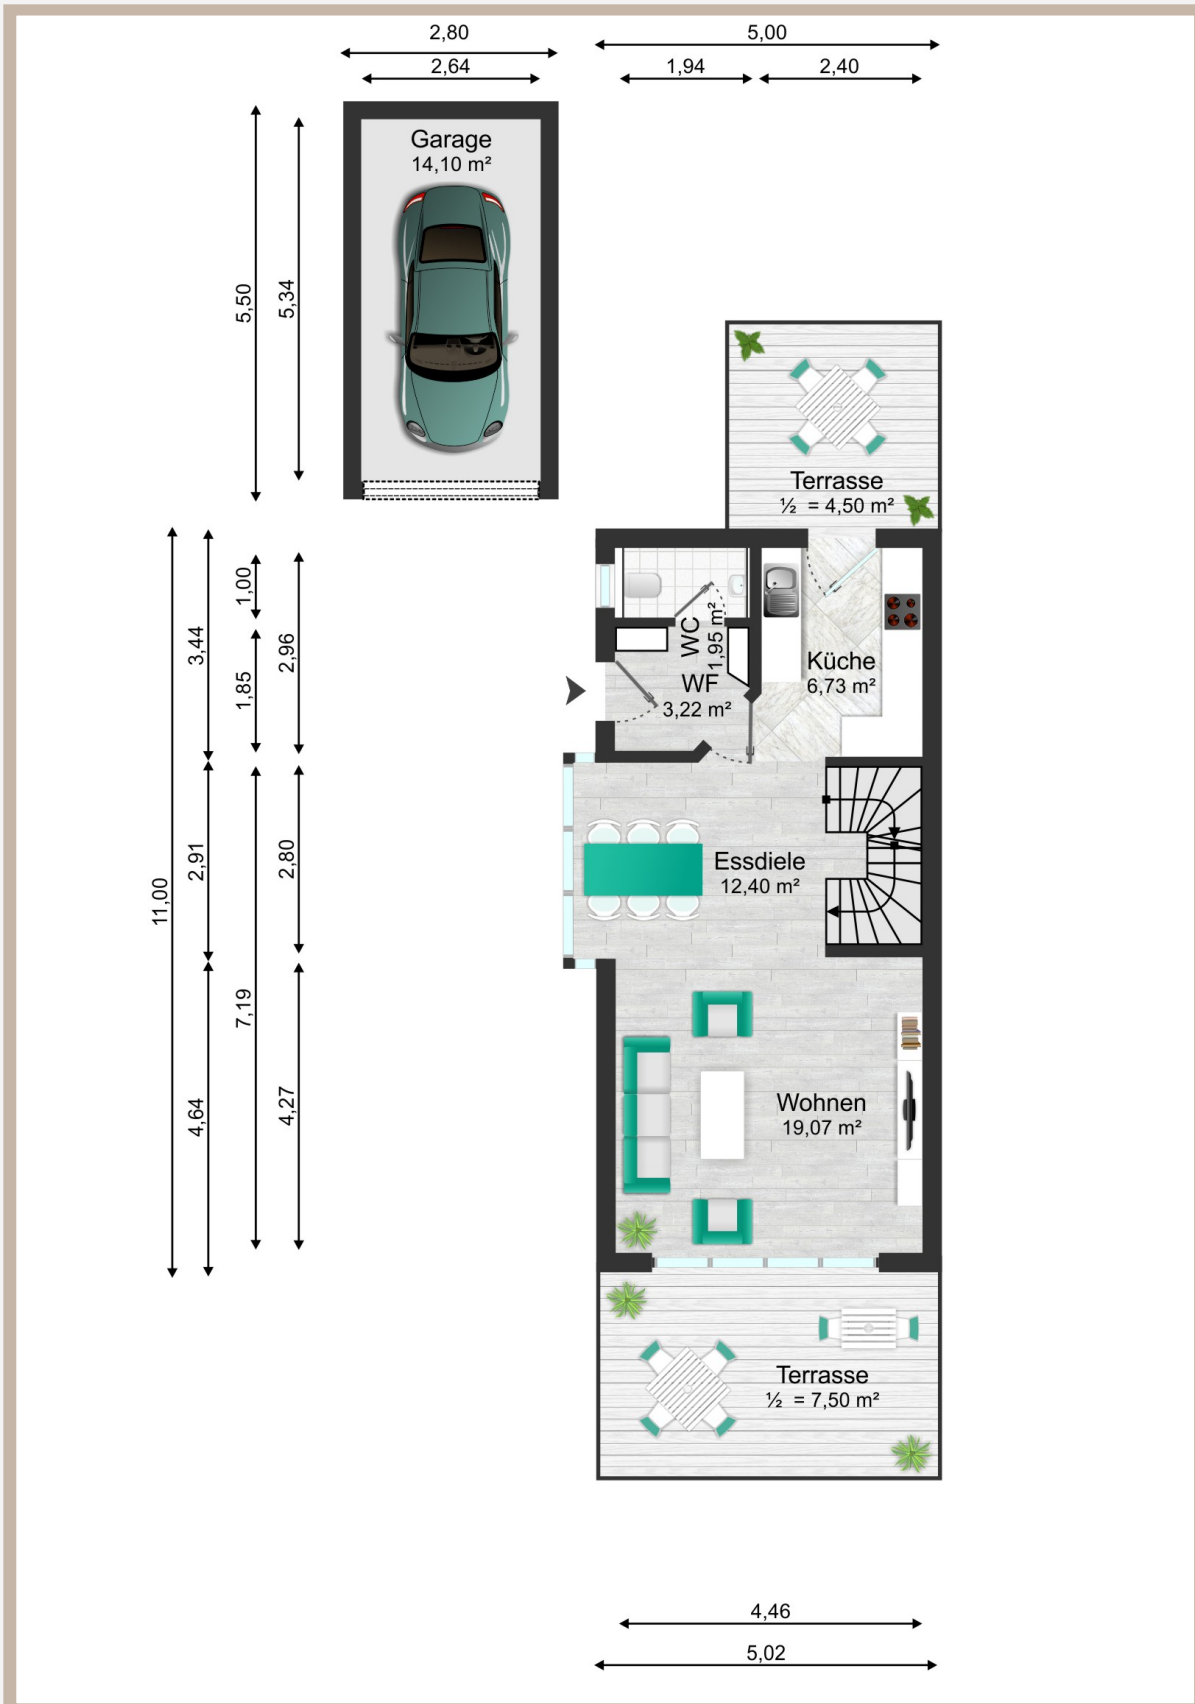 2,80
5,00
2,64
1,94
2,40
Garage
14,10 m²
5,50
5,34
Terrasse
½ = 4,50 m²
11,00
3,44
1,00
1,85
2,96
WC
1,95 m²
WF
3,22 m²
Küche
6,73 m²
2,91
2,80
Essdiele
12,40 m²
7,19
4,64
4,27
Wohnen
19,07 m²
Terrasse
½ = 7,50 m²
4,46
5,02